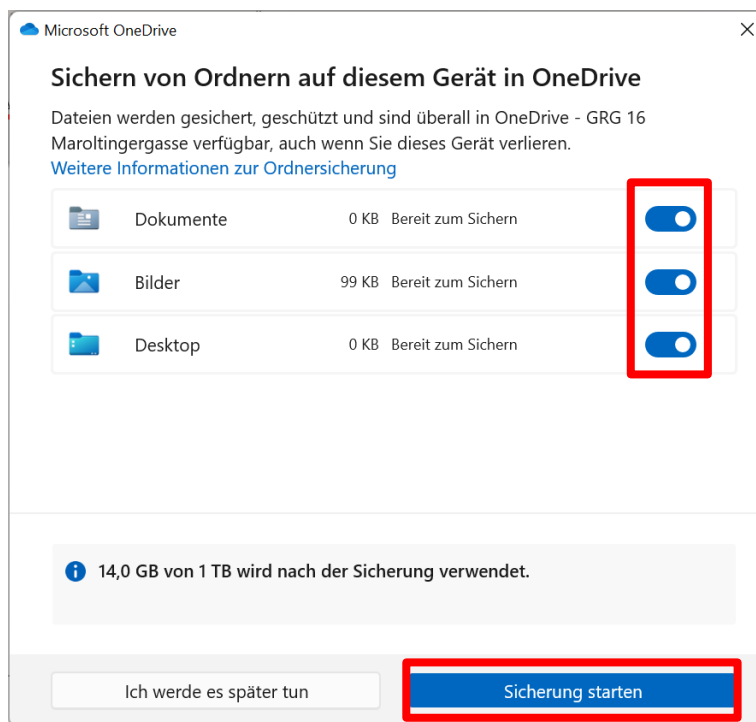 Microsoft OneDrive
Sichern von Ordnern auf diesem Gerät in OneDrive
Dateien werden gesichert, geschützt und sind überall in OneDrive - GRG 16
Maroltingergasse verfügbar, auch wenn Sie dieses Gerät verlieren.
Weitere Informationen zur Ordnersicherung
Dokumente 0 KB Bereit zum Sichern
Bilder 99 KB Bereit zum Sichern
Desktop 0 KB Bereit zum Sichern
14,0 GB von 1 TB wird nach der Sicherung verwendet.
Ich werde es später tun Sicherung starten